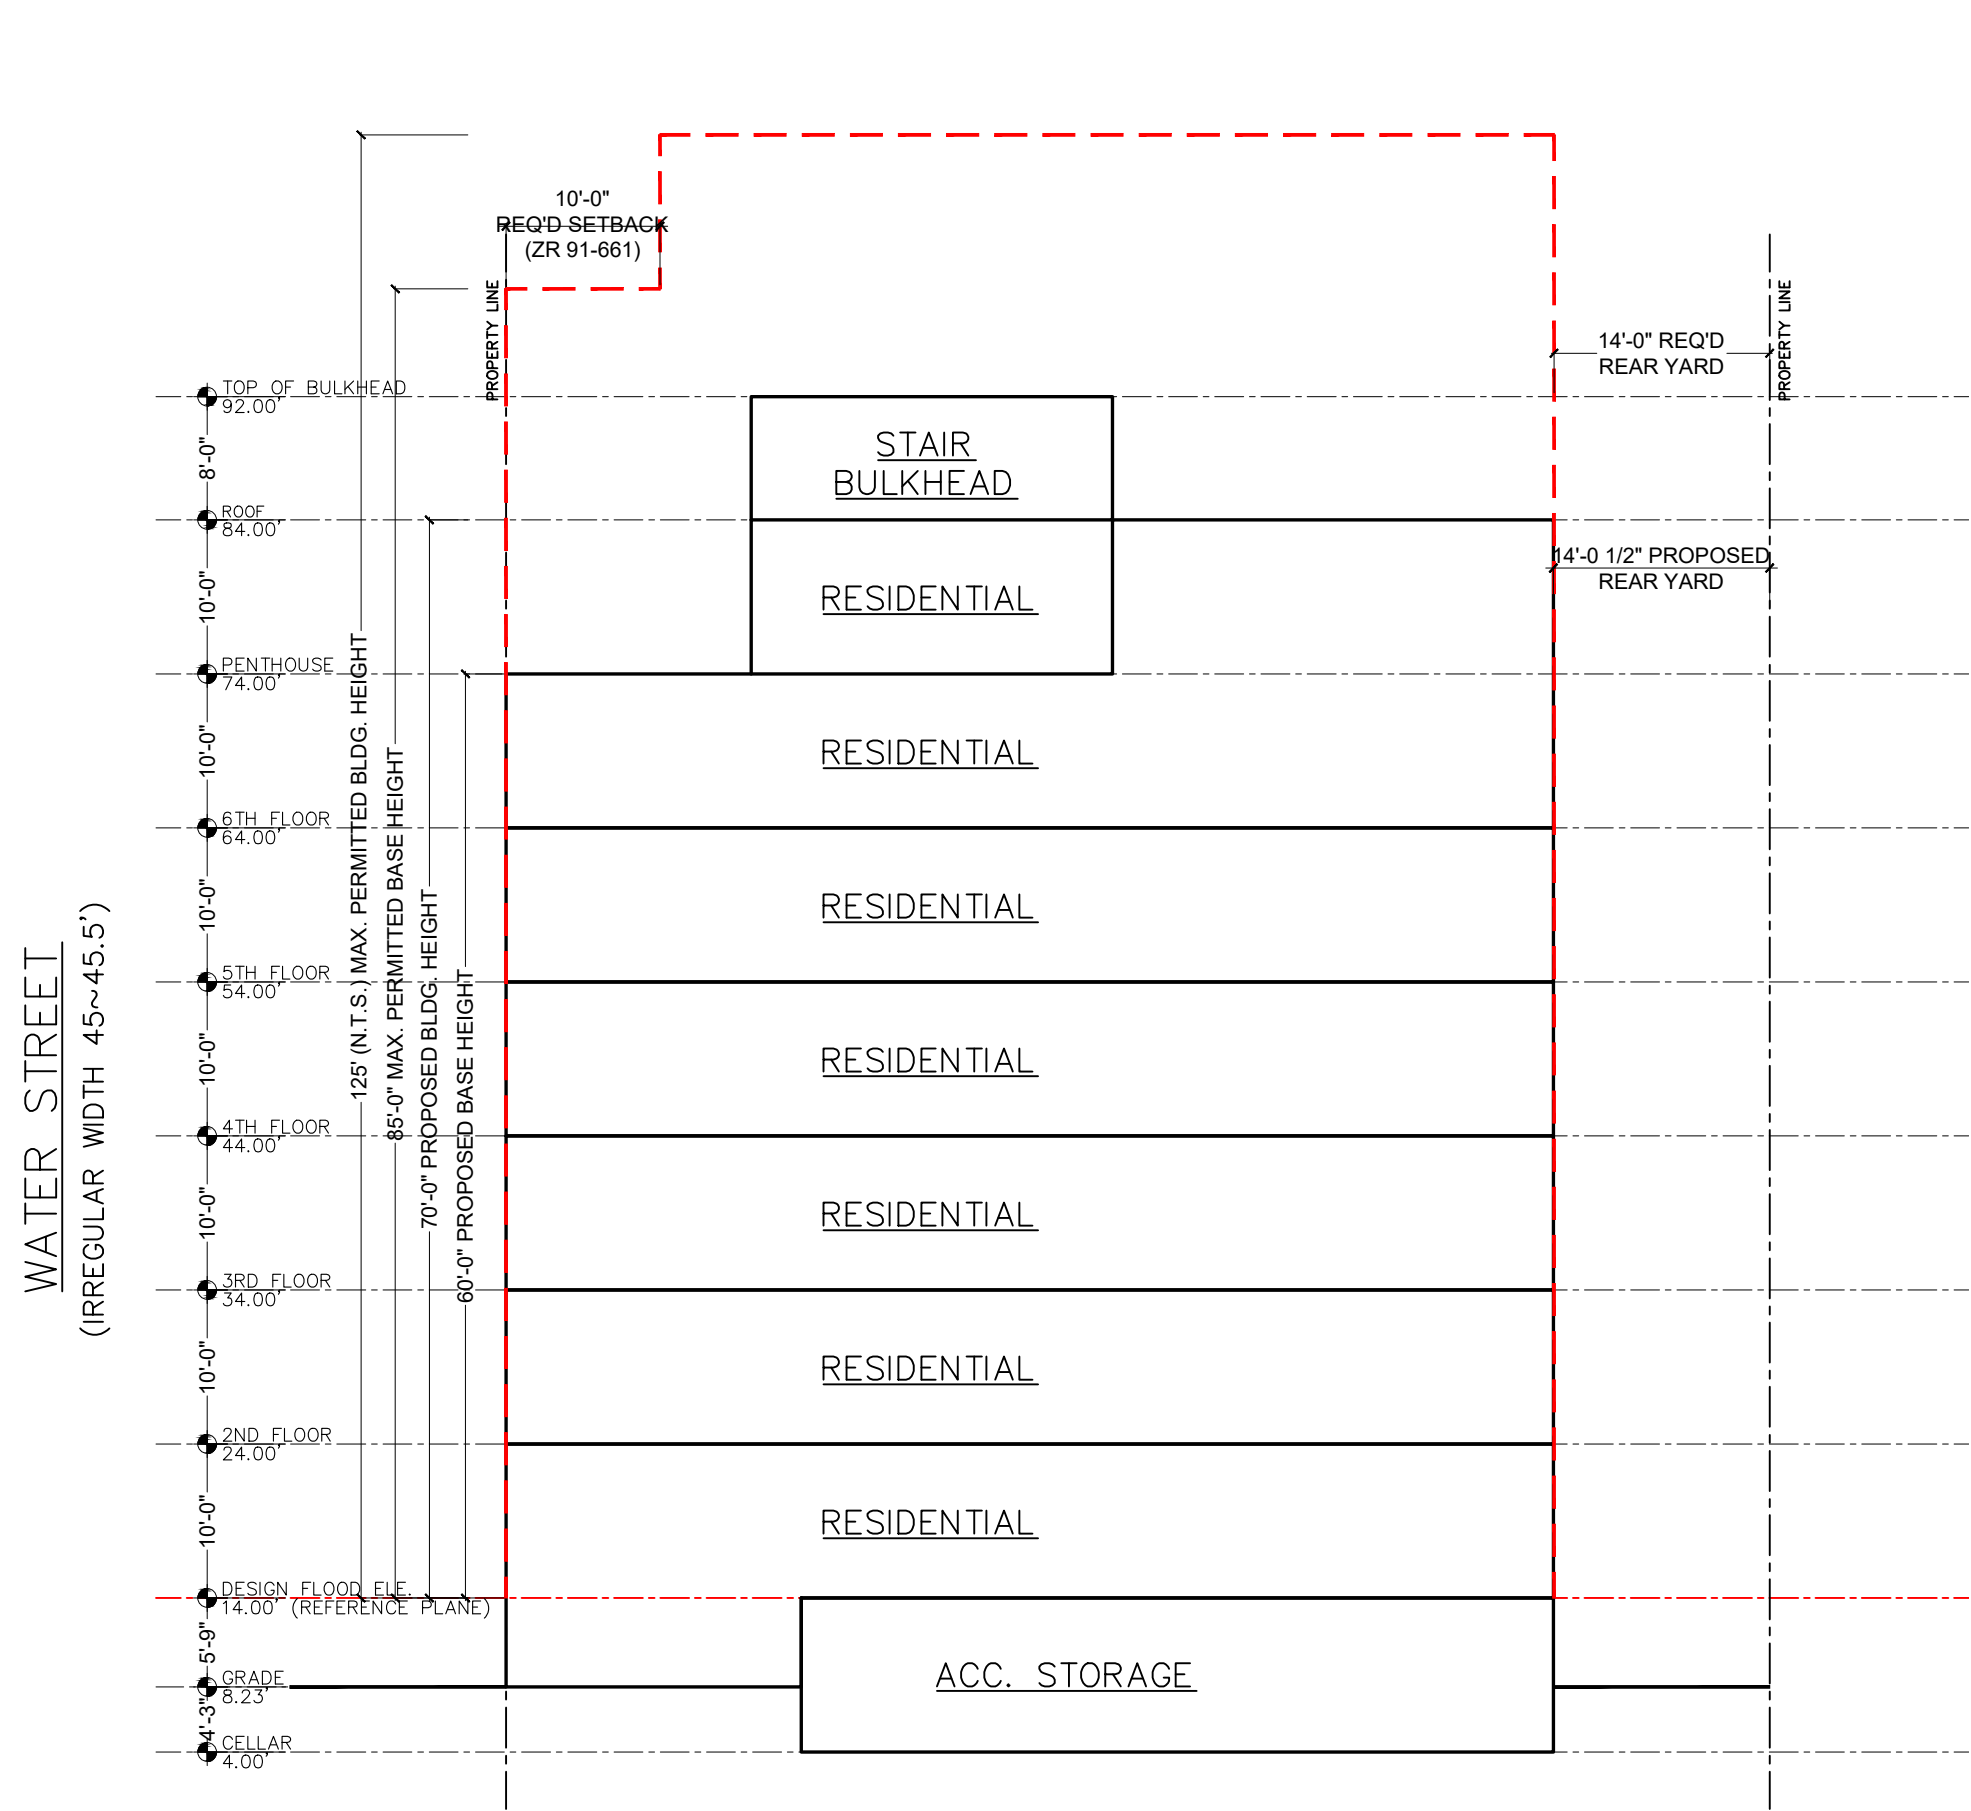 10'-0"
REQ'D SETBACK
(ZR 91-661)
PROPERTY LINE
PROPERTY LINE
14'-0" REQ'D
REAR YARD
TOP OF BULKHEAD
92.00'
8'-0"
STAIR
BULKHEAD
ROOF
84.00'
14'-0 1/2" PROPOSED
REAR YARD
10'-0"
RESIDENTIAL
PENTHOUSE
74.00'
10'-0"
RESIDENTIAL
6TH FLOOR
64.00'
10'-0"
RESIDENTIAL
5TH FLOOR
54.00'
10'-0"
RESIDENTIAL
4TH FLOOR
44.00'
10'-0"
RESIDENTIAL
3RD FLOOR
34.00'
10'-0"
RESIDENTIAL
2ND FLOOR
24.00'
10'-0"
RESIDENTIAL
DESIGN FLOOD ELE.
14.00' (REFERENCE PLANE)
5'-9"
GRADE
8.23'
4'-3"
ACC. STORAGE
CELLAR
4.00'
125' (N.T.S.) MAX. PERMITTED BLDG. HEIGHT
85'-0" MAX. PERMITTED BASE HEIGHT
70'-0" PROPOSED BLDG. HEIGHT
60'-0" PROPOSED BASE HEIGHT
WATER STREET
(IRREGULAR WIDTH 45~45.5')